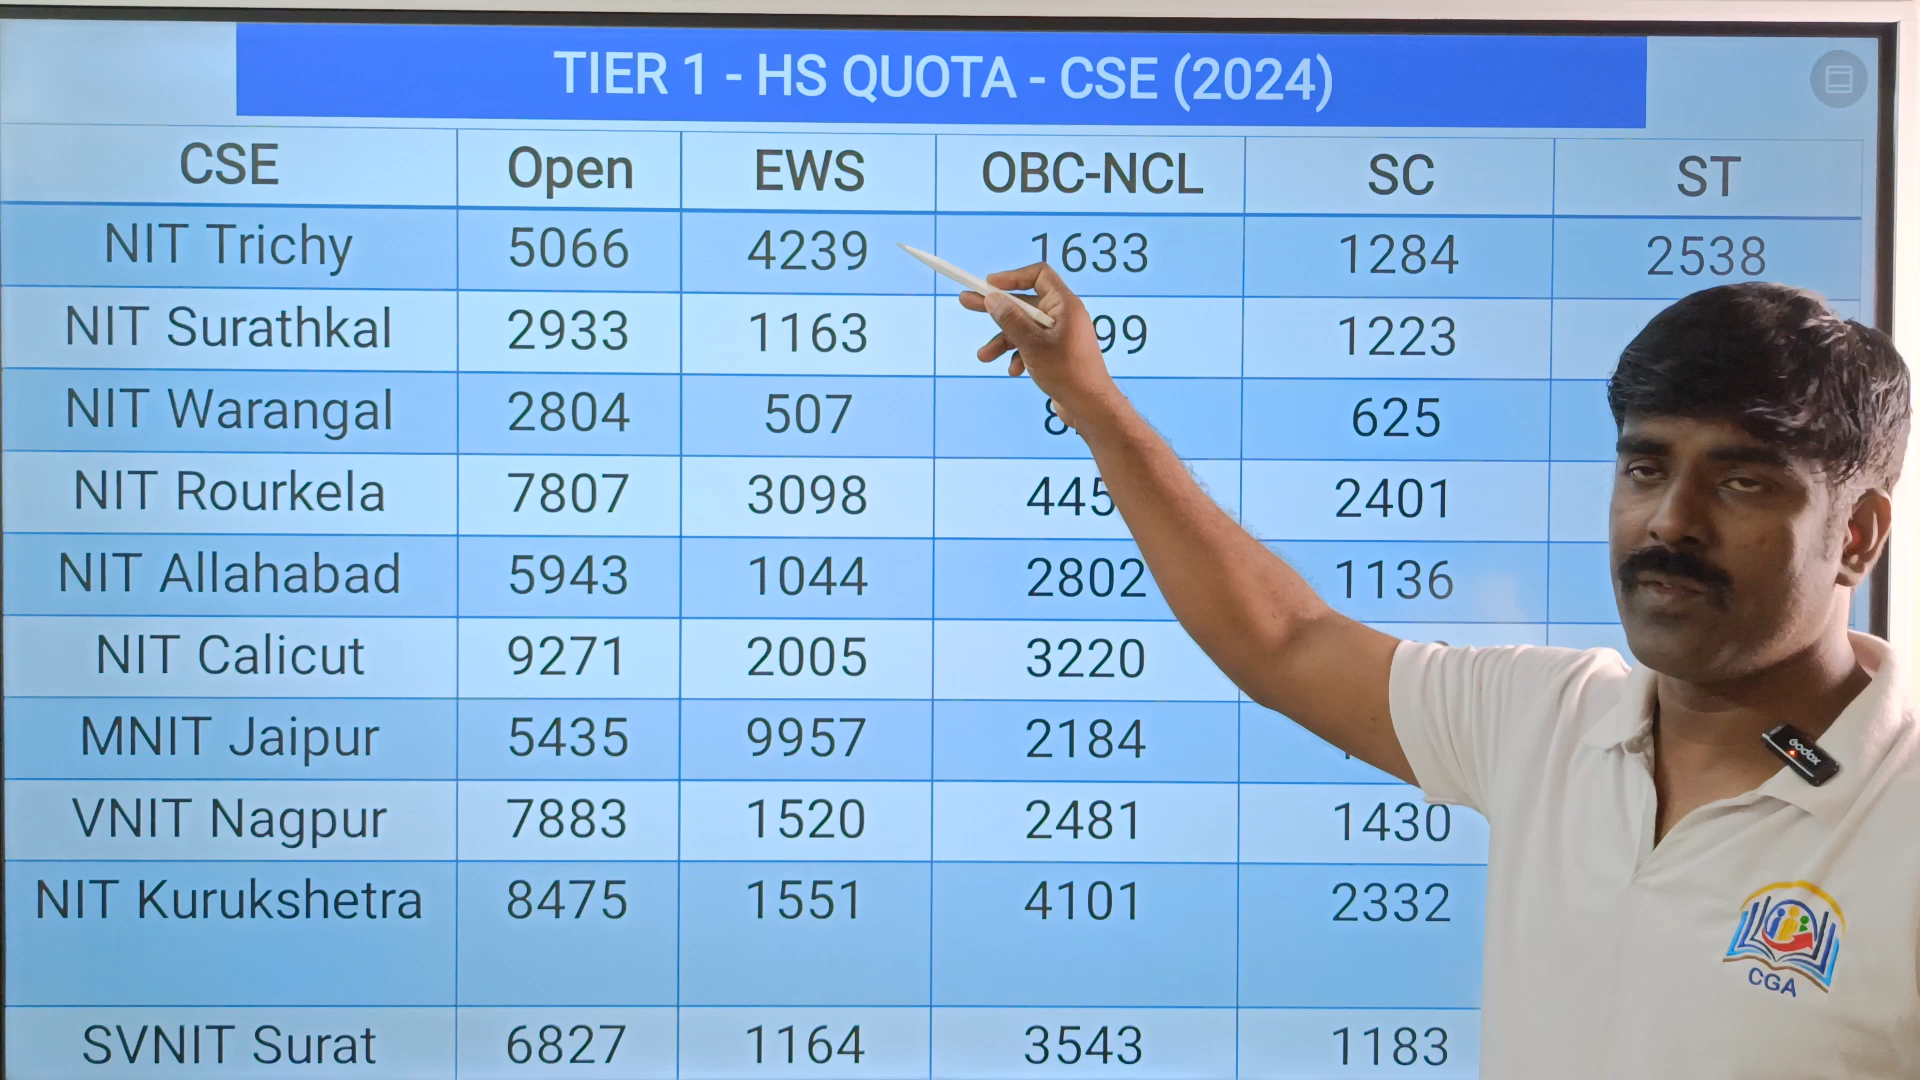 TIER 1 - HS QUOTA - CSE (2024)
CSE Open EWS OBC-NCL SC ST
NIT Trichy 5066 4239 1633 1284 2538
NIT Surathkal 2933 1163 1223
NIT Warangal 2804 507 625
NIT Rourkela 7807 3098 2401
NIT Allahabad 5943 1044 2802 1136
NIT Calicut 9271 2005 3220
MNIT Jaipur 5435 9957 2184
VNIT Nagpur 7883 1520 2481 1430
NIT Kurukshetra 8475 1551 4101 2332
SVNIT Surat 6827 1164 3543 1183
Godox
CGA